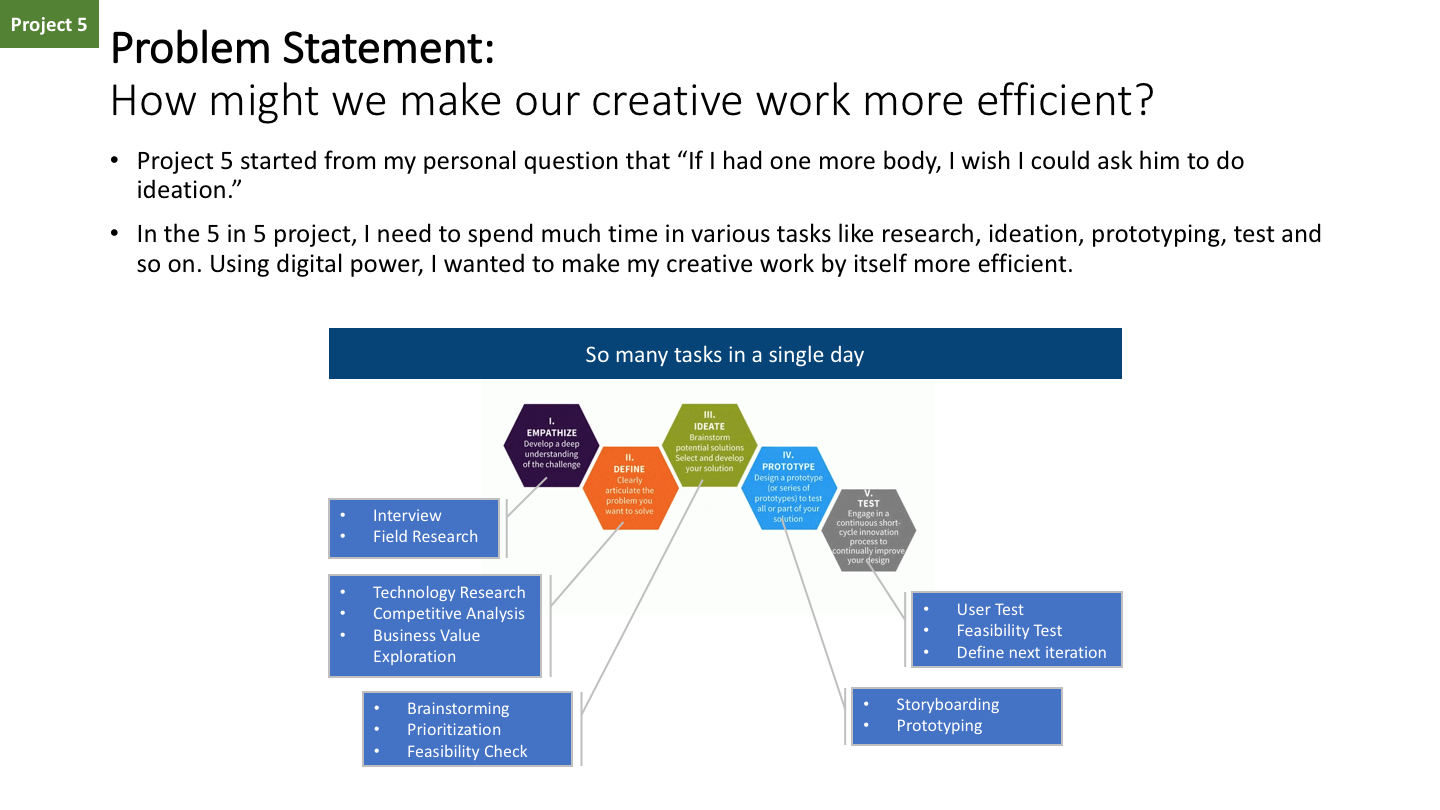 Project 5
Problem Statement:
How might we make our creative work more efficient?
• Project 5 started from my personal question that “If I had one more body, I wish I could ask him to do
ideation.”
• In the 5 in 5 project, I need to spend much time in various tasks like research, ideation, prototyping, test and
so on. Using digital power, I wanted to make my creative work by itself more efficient.
So many tasks in a single day
I.
EMPATHIZE
Develop a deep
understanding
of the challenge
II.
DEFINE
Clearly
articulate the
problem you
want to solve
III.
IDEATE
Brainstorm
potential solutions
Select and develop
your solution
IV.
PROTOTYPE
Design a prototype
(or series of
prototypes) to test
all or part of your
solution
V.
TEST
Engage in a
continuous short-
cycle innovation
process to
continually improve
your design
• Interview
• Field Research
• Technology Research
• Competitive Analysis
• Business Value
Exploration
• Brainstorming
• Prioritization
• Feasibility Check
• User Test
• Feasibility Test
• Define next iteration
• Storyboarding
• Prototyping